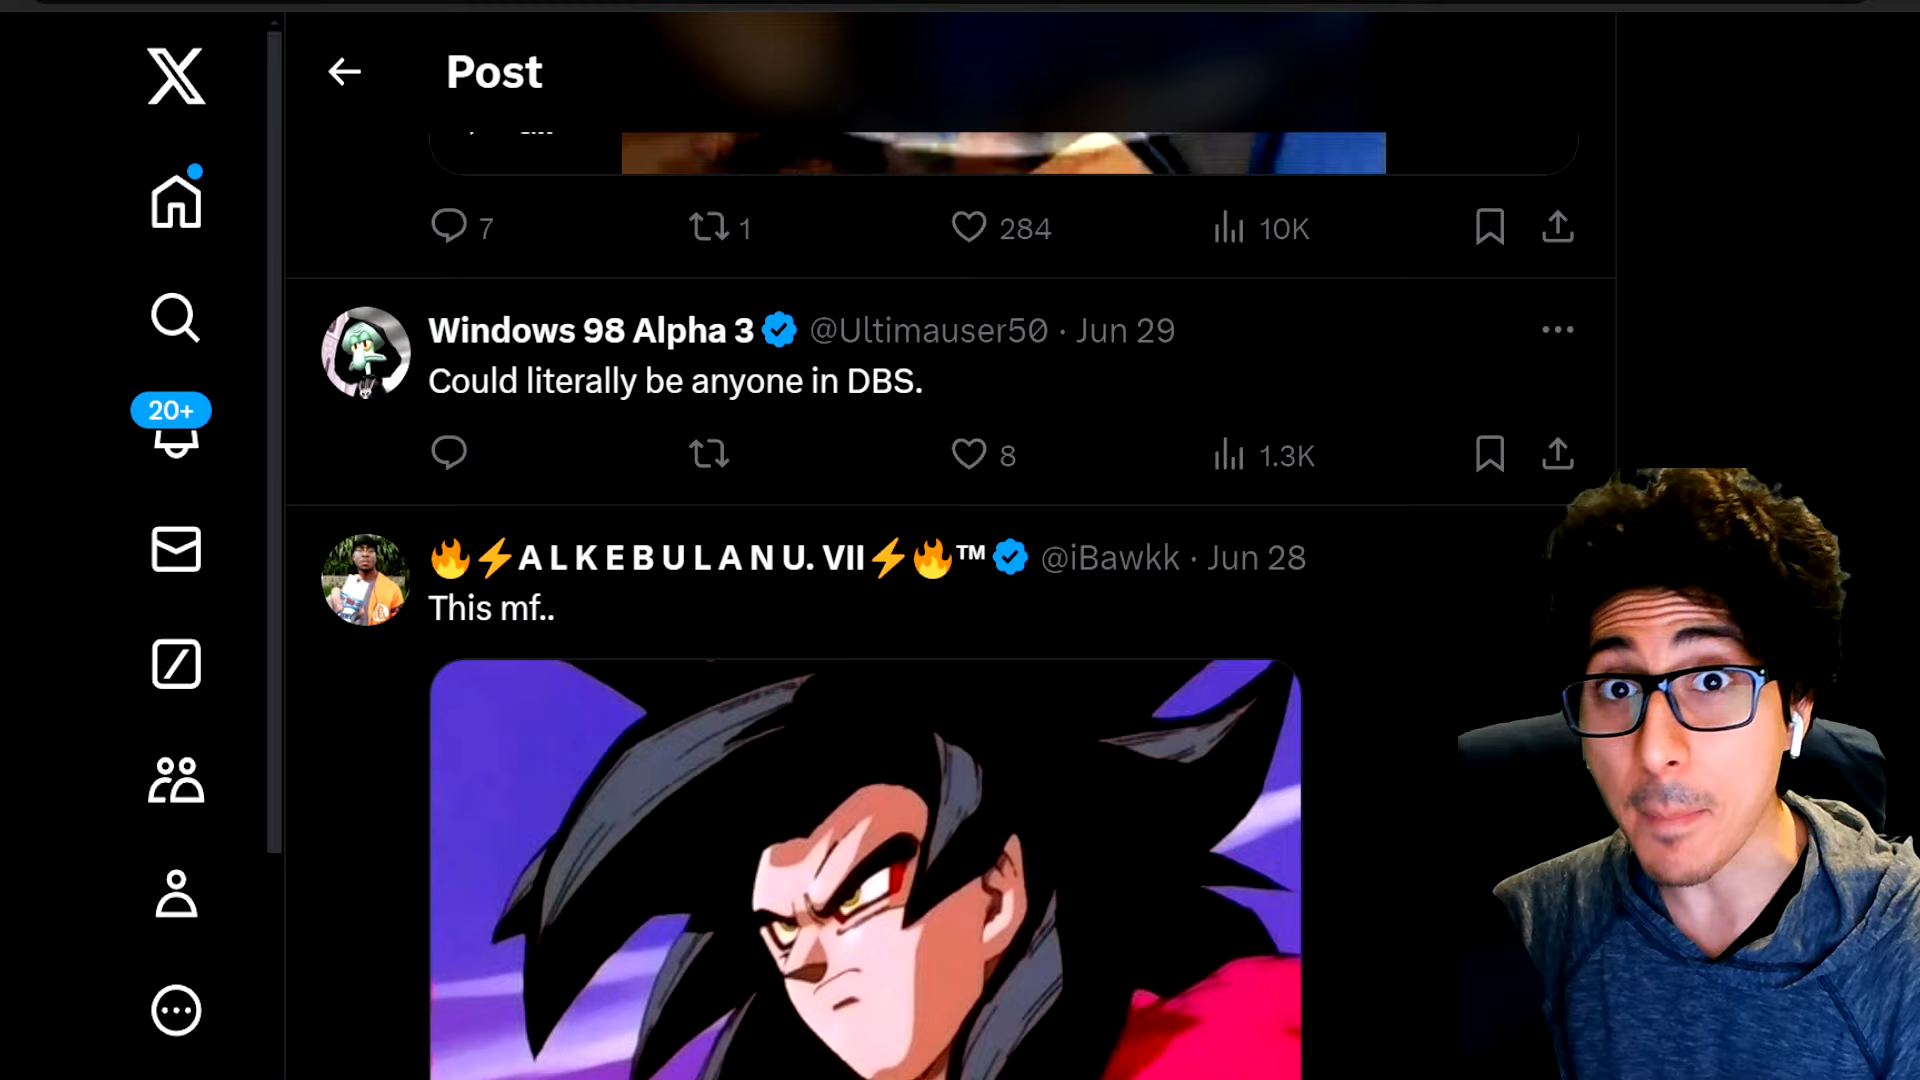 Post
7 1 284 10K
Windows 98 Alpha 3 @Ultimauser50 · Jun 29
Could literally be anyone in DBS.
8 1.3K
20+
🔥⚡A L K E B U L A N U. VII⚡🔥™ @iBawkk · Jun 28
This mf..